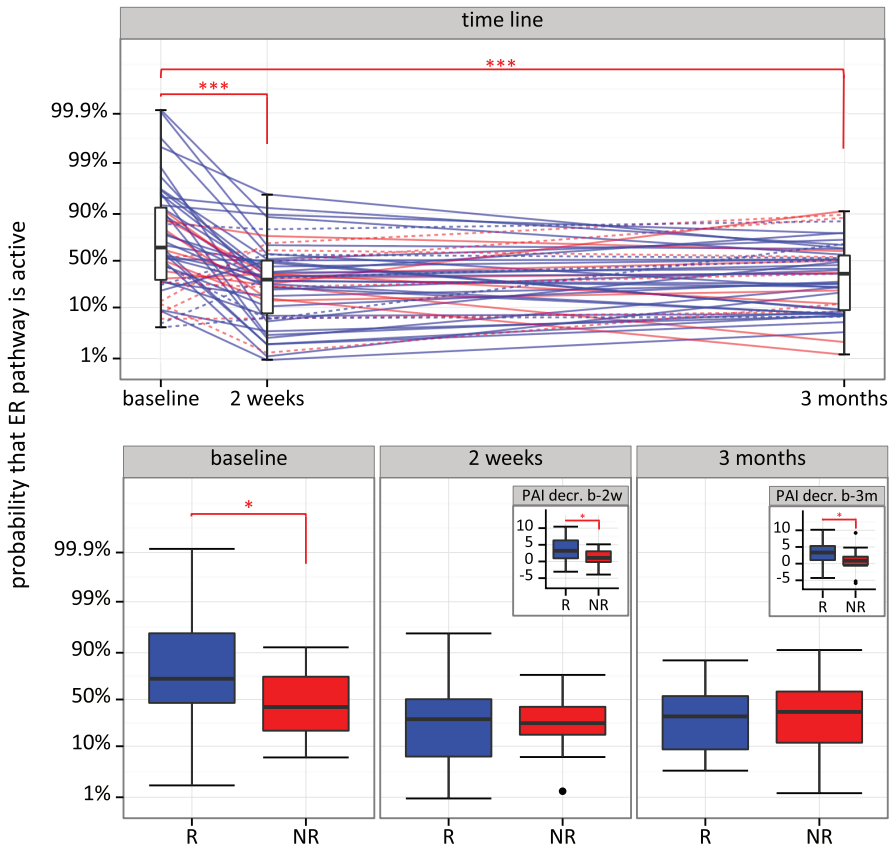 time line
***
***
99.9%
99%
90%
50%
10%
1%
baseline 2 weeks 3 months
probability that ER pathway is active
baseline 2 weeks 3 months
PAI decr. b-2w
*
10
5
0
-5
R NR
PAI decr. b-3m
*
10
5
0
-5
R NR
*
99.9%
99%
90%
50%
10%
1%
R NR R NR R NR